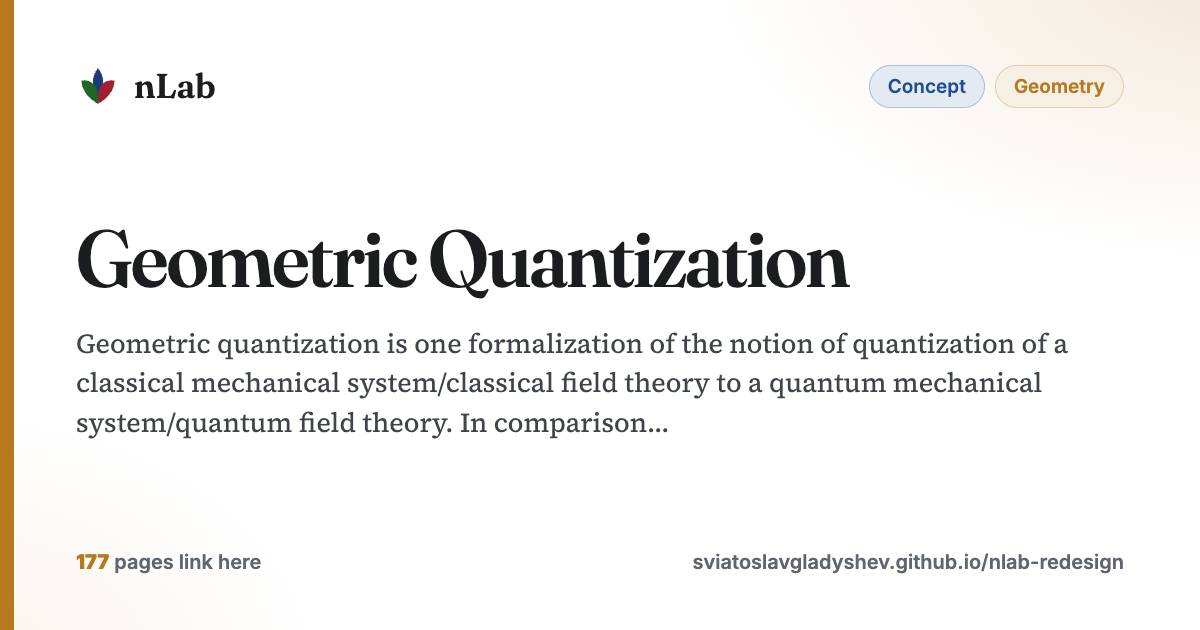 nLab
Concept
Geometry
Geometric Quantization
Geometric quantization is one formalization of the notion of quantization of a
classical mechanical system/classical field theory to a quantum mechanical
system/quantum field theory. In comparison...
177 pages link here
sviatoslavgladyshev.github.io/nlab-redesign